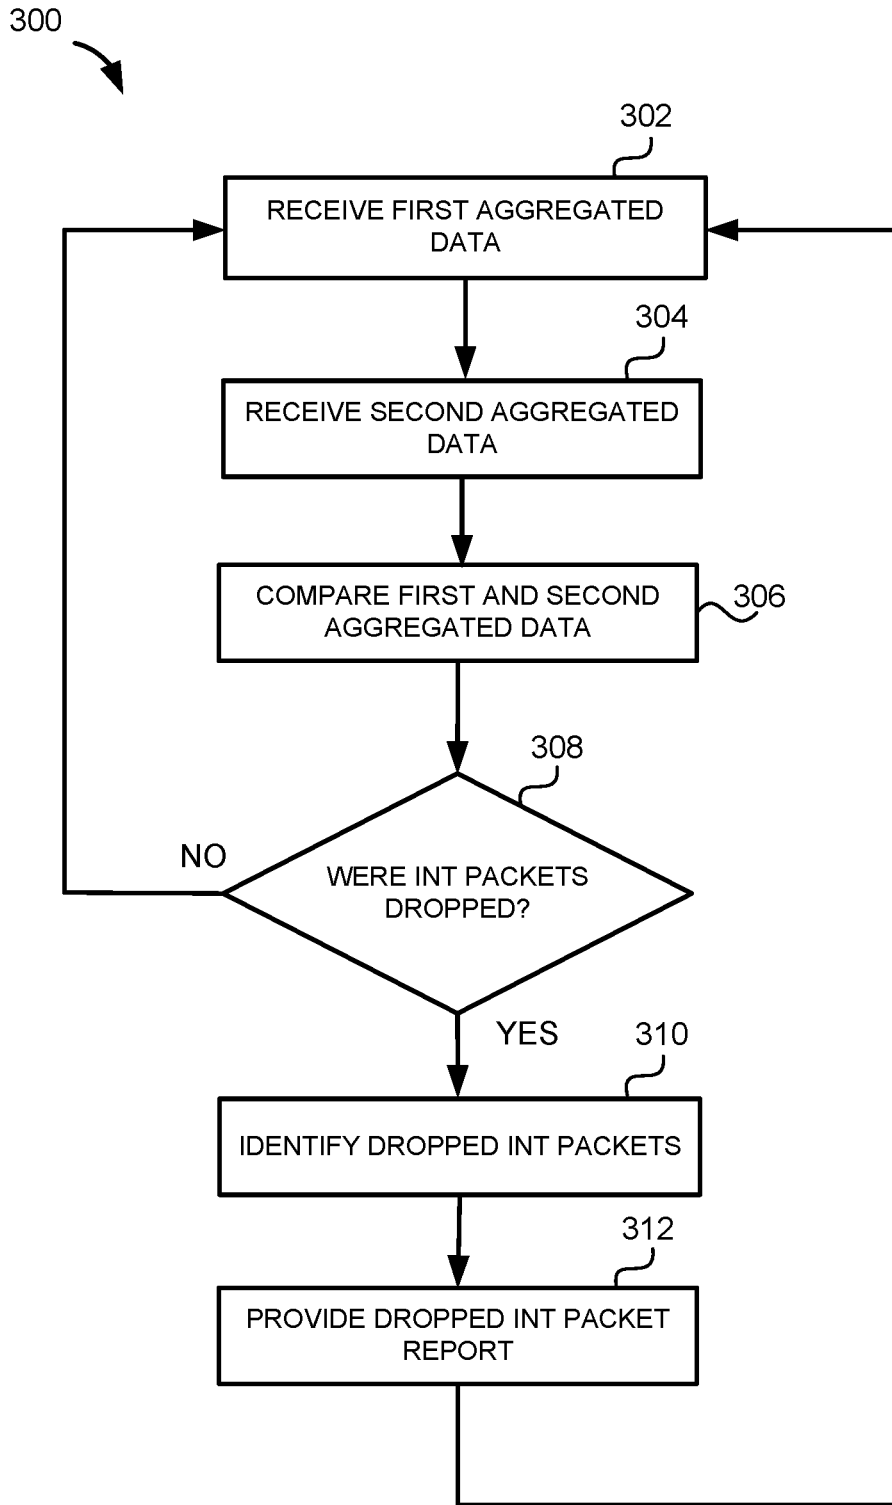 300
302
RECEIVE FIRST AGGREGATED
DATA
304
RECEIVE SECOND AGGREGATED
DATA
COMPARE FIRST AND SECOND
AGGREGATED DATA
306
308
NO
WERE INT PACKETS
DROPPED?
YES
310
IDENTIFY DROPPED INT PACKETS
312
PROVIDE DROPPED INT PACKET
REPORT